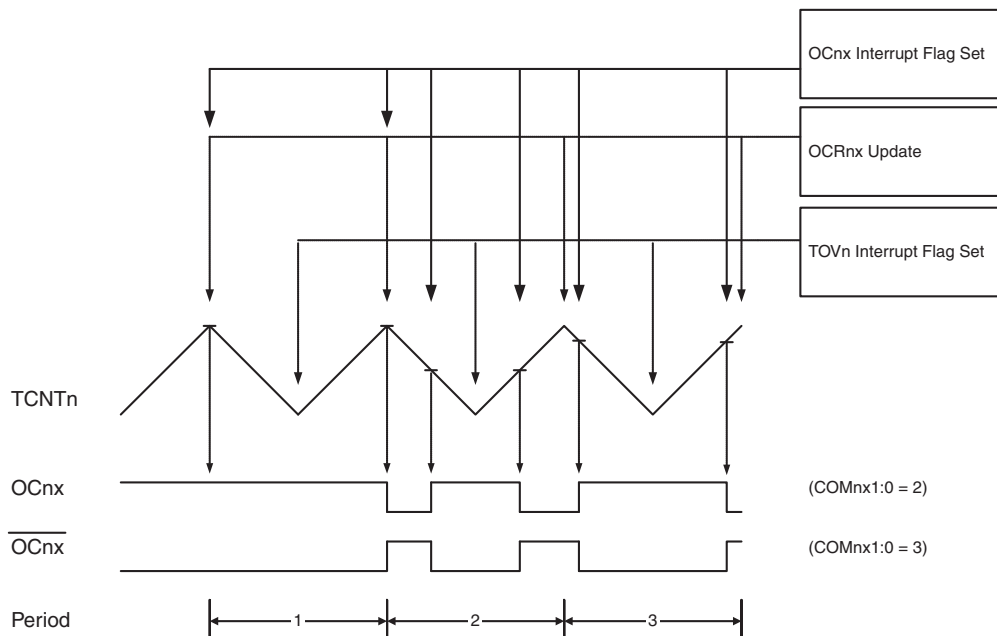 OCnx Interrupt Flag Set
OCRnx Update
TOVn Interrupt Flag Set
TCNTn
OCnx
(COMnx1:0 = 2)
OCnx
(COMnx1:0 = 3)
Period
1
2
3